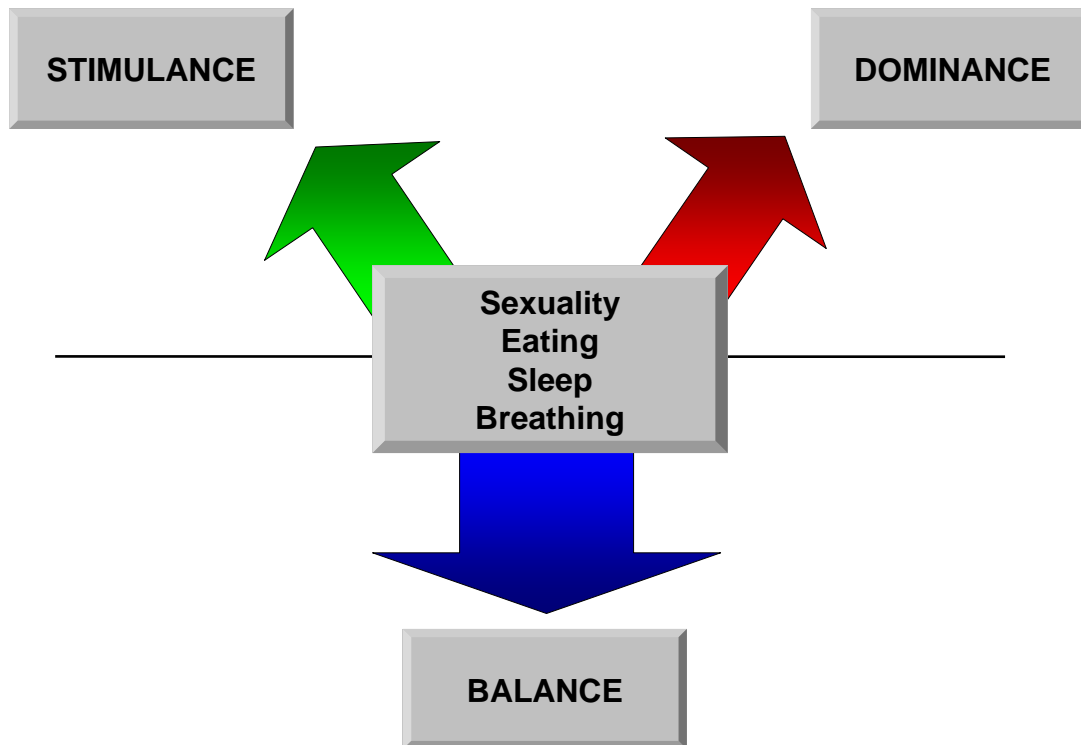 STIMULANCE
DOMINANCE
Sexuality
Eating
Sleep
Breathing
BALANCE